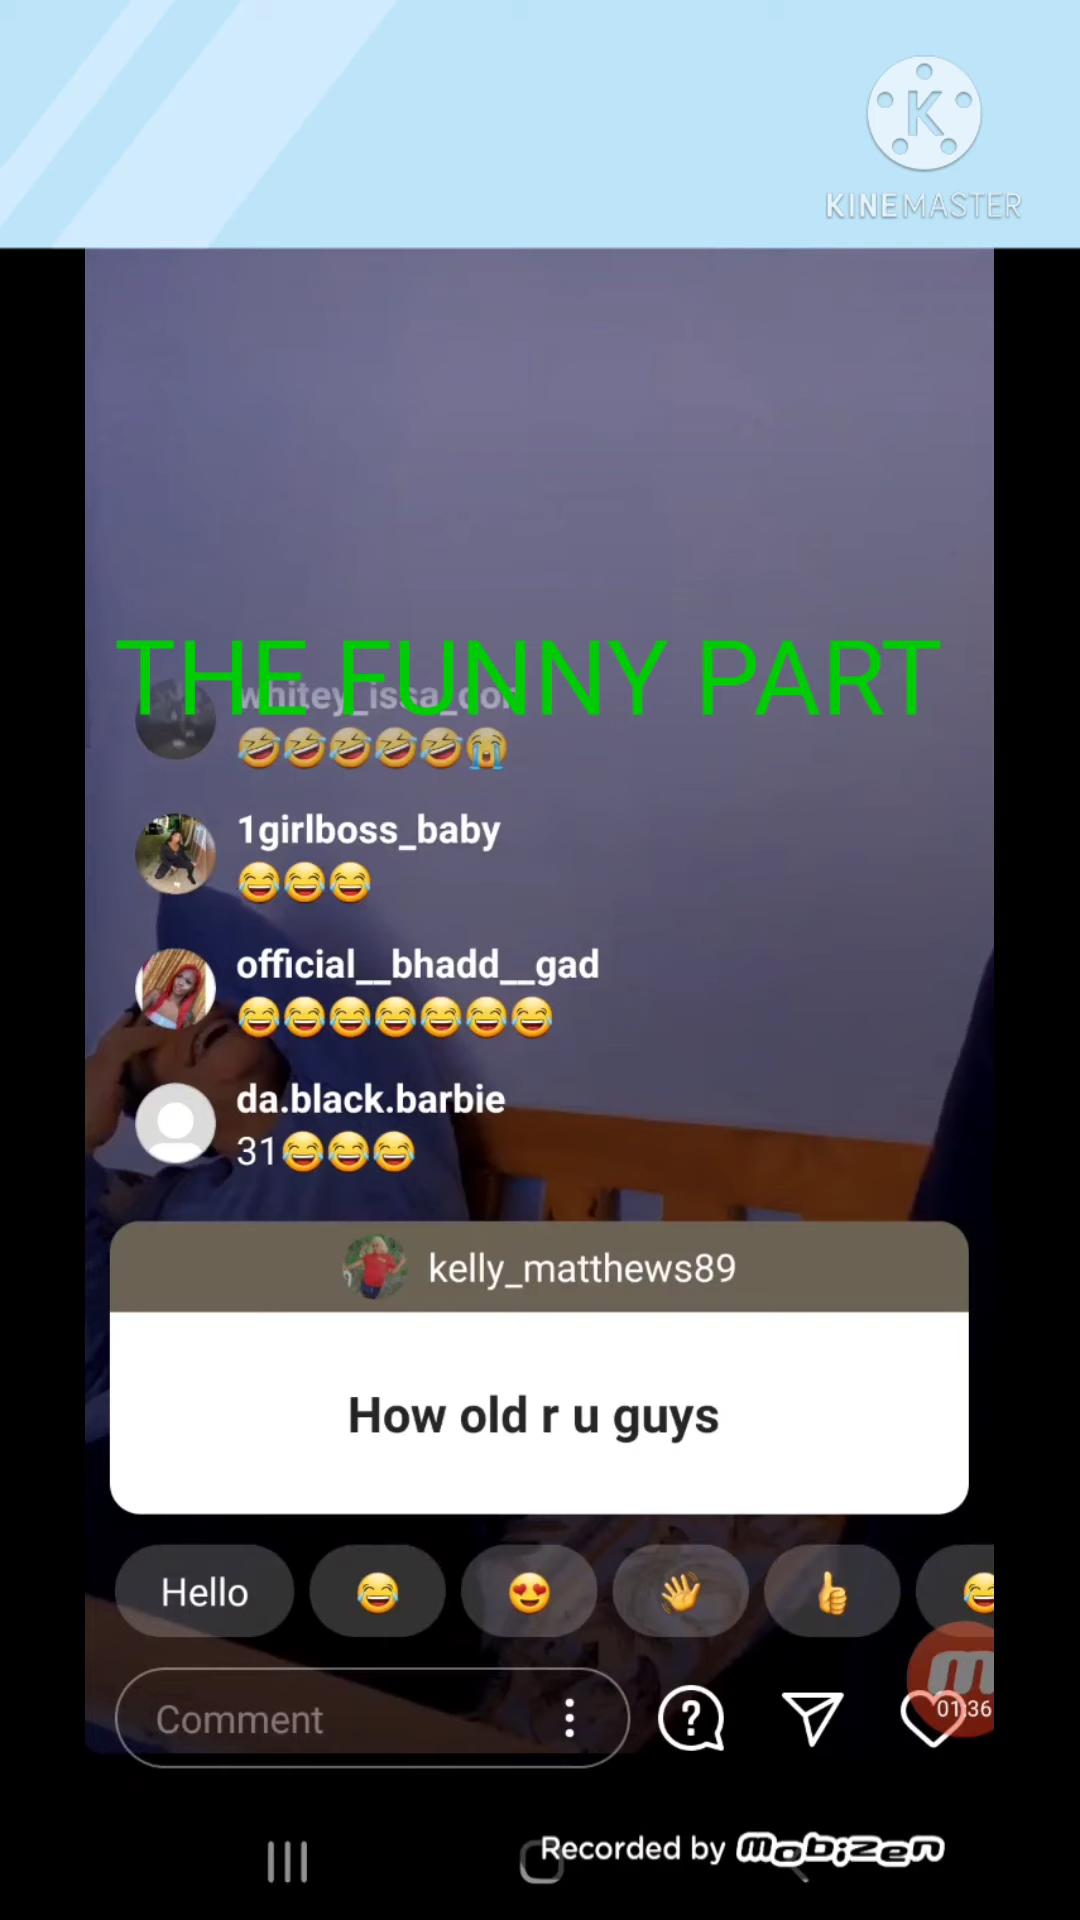 K
KINEMASTER
THE FUNNY PART
🤣🤣🤣🤣🤣😭
1girlboss_baby
😂😂😂
official__bhadd__gad
😂😂😂😂😂😂😂
da.black.barbie
31😂😂😂
kelly_matthews89
How old r u guys
Hello 😂 😍 👋 👍 😂
Comment
01:36
Recorded by mobizen